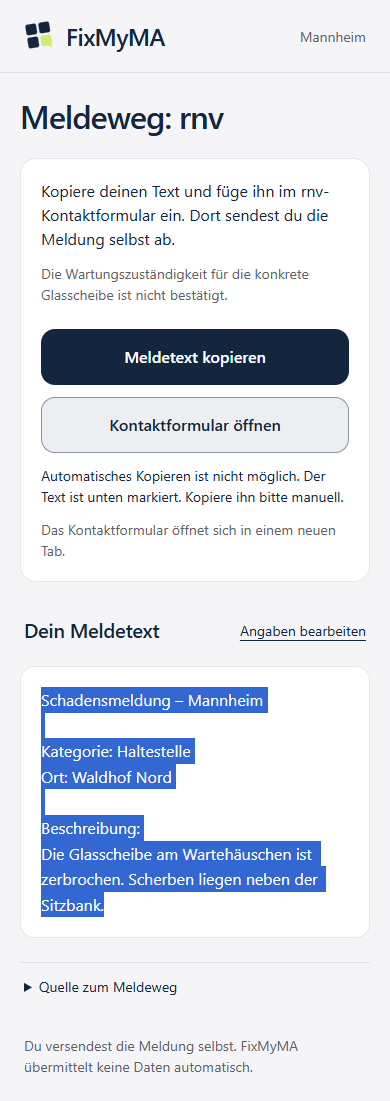 FixMyMA
Mannheim
Meldeweg: rnv
Kopiere deinen Text und füge ihn im rnv-
Kontaktformular ein. Dort sendest du die
Meldung selbst ab.
Die Wartungszuständigkeit für die konkrete
Glasscheibe ist nicht bestätigt.
Meldetext kopieren
Kontaktformular öffnen
Automatisches Kopieren ist nicht möglich. Der
Text ist unten markiert. Kopiere ihn bitte manuell.
Das Kontaktformular öffnet sich in einem neuen
Tab.
Dein Meldetext
Angaben bearbeiten
Schadensmeldung – Mannheim
Kategorie: Haltestelle
Ort: Waldhof Nord
Beschreibung:
Die Glasscheibe am Wartehäuschen ist
zerbrochen. Scherben liegen neben der
Sitzbank.
Quelle zum Meldeweg
Du versendest die Meldung selbst. FixMyMA
übermittelt keine Daten automatisch.